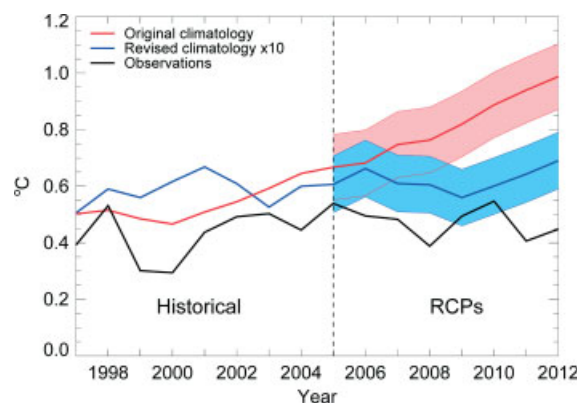 1.2
1.0
0.8
0.6
0.4
0.2
0.0
°C
Original climatology
Revised climatology x10
Observations
Historical
RCPs
1998 2000 2002 2004 2006 2008 2010 2012
Year